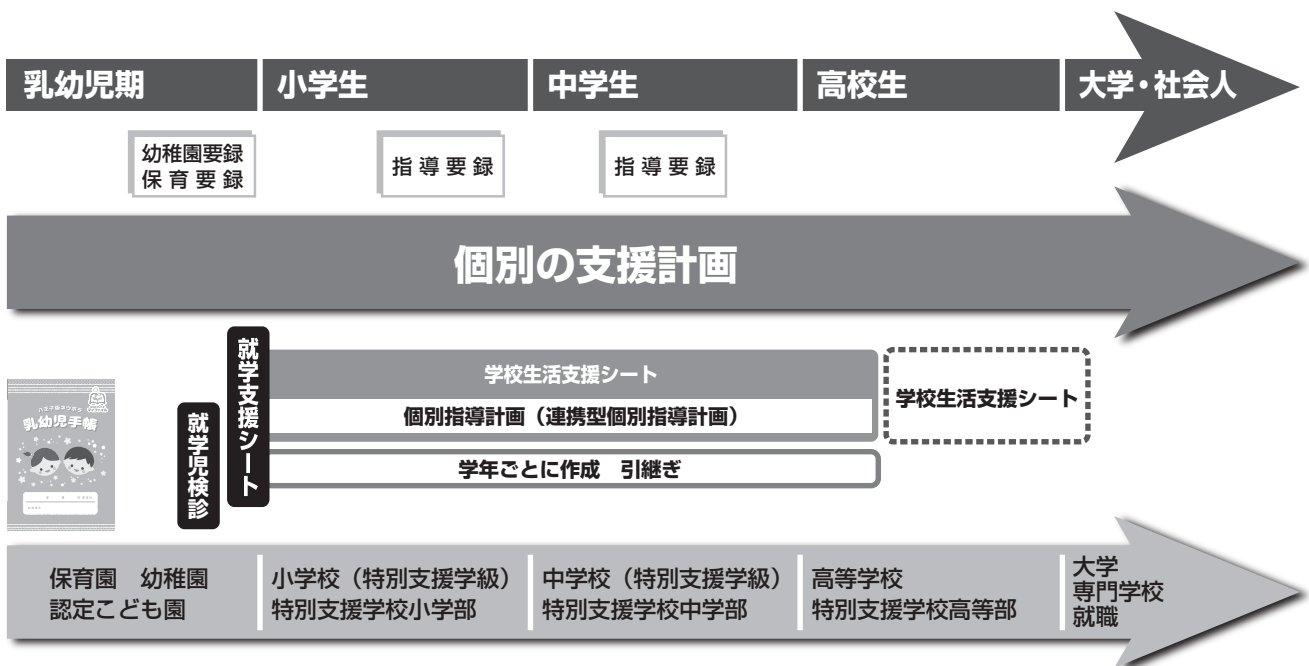 乳幼児期
小学生
中学生
高校生
大学・社会人
幼稚園要録
保育要録
指導要録
指導要録
個別の支援計画
就学支援シート
就学児検診
乳幼児手帳
学校生活支援シート
個別指導計画（連携型個別指導計画）
学年ごとに作成　引継ぎ
学校生活支援シート
保育園　幼稚園
認定こども園
小学校（特別支援学級）
特別支援学校小学部
中学校（特別支援学級）
特別支援学校中学部
高等学校
特別支援学校高等部
大学
専門学校
就職